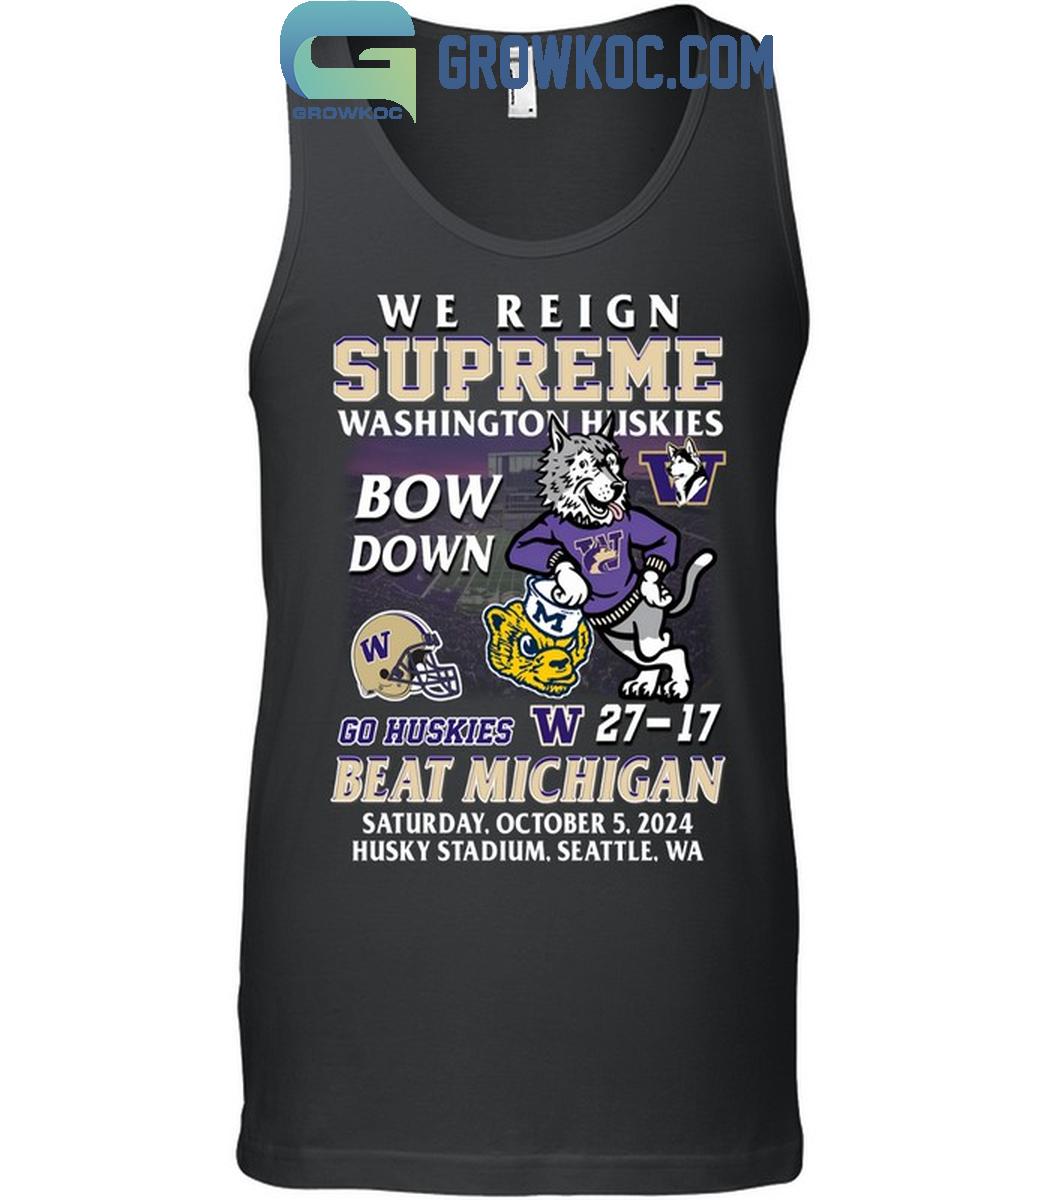 GROWKOC.COM
GROWKOC
WE REIGN
SUPREME
WASHINGTON HUSKIES
W
BOW
DOWN
W
M
W
GO HUSKIES W 27-17
BEAT MICHIGAN
SATURDAY, OCTOBER 5, 2024
HUSKY STADIUM, SEATTLE, WA